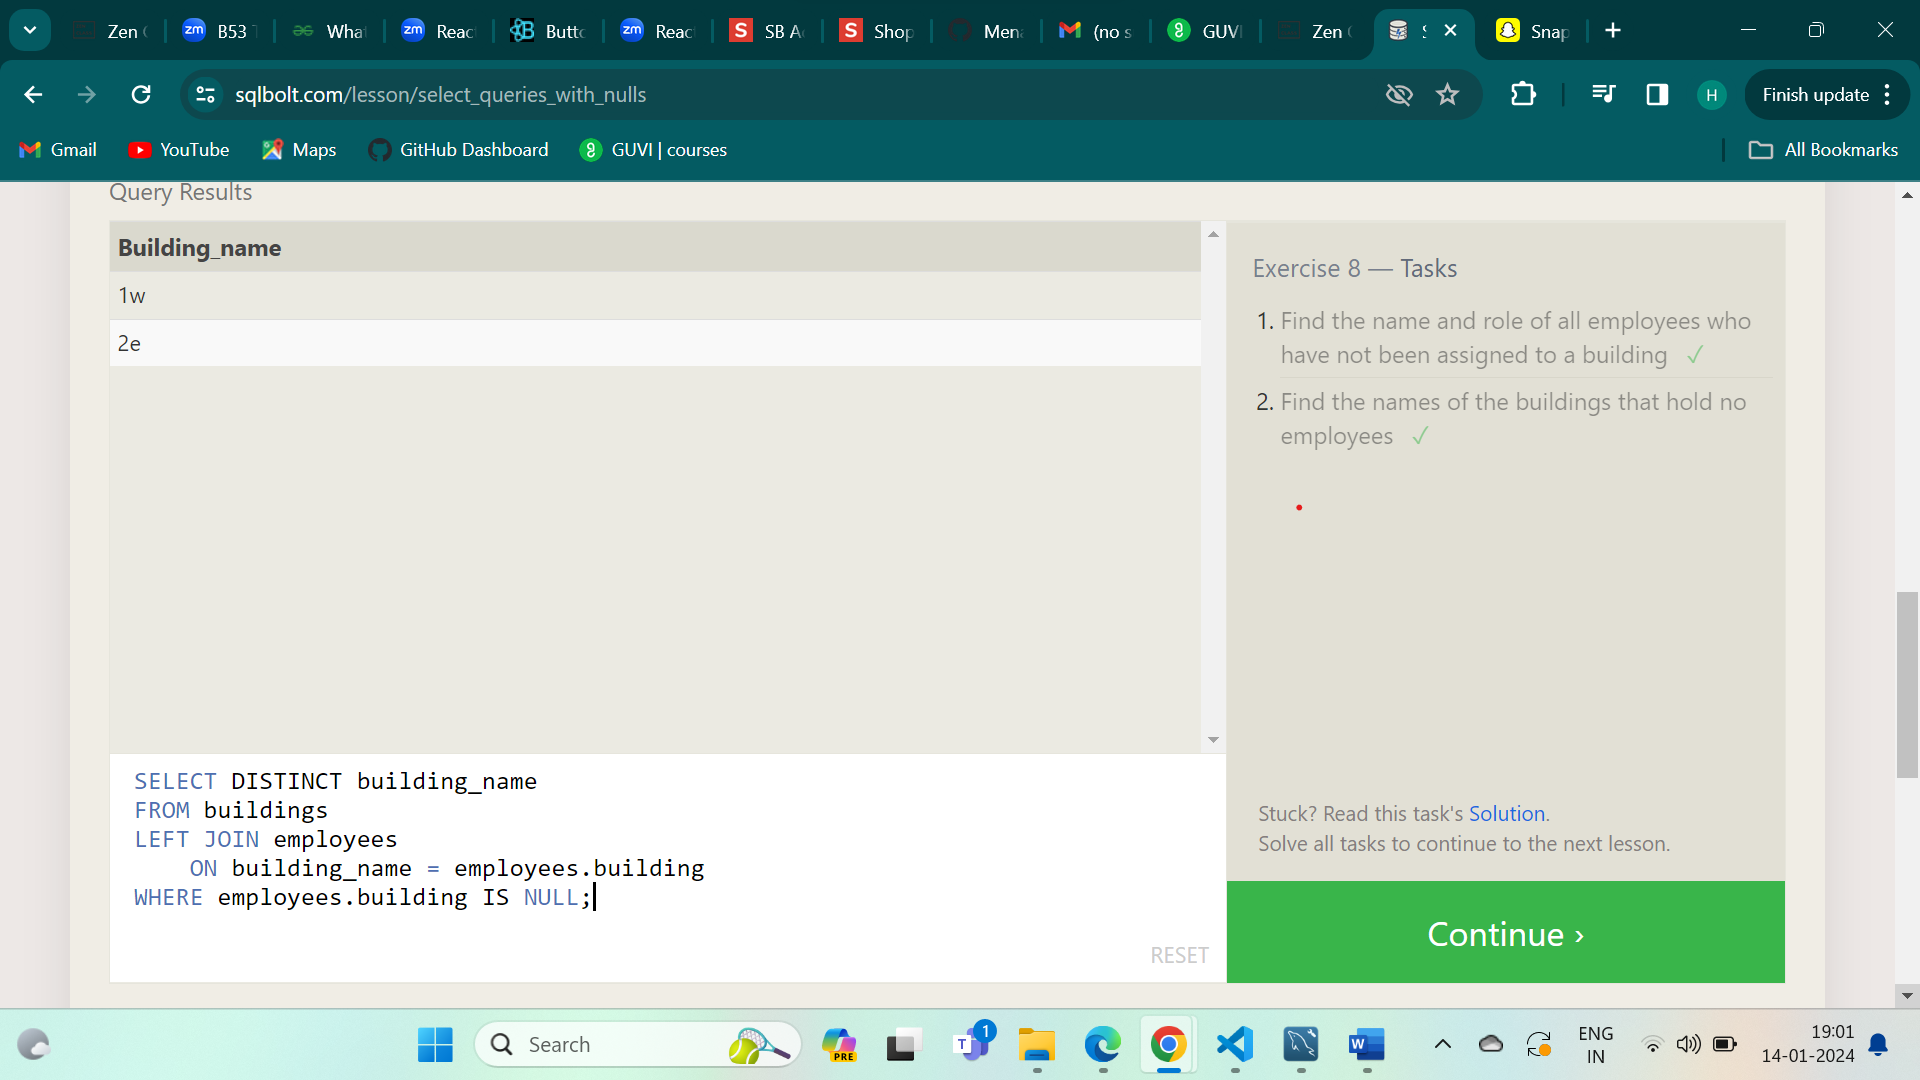 Zen
B53
Wha
Reac
Butto
Reac
SB A
Shop
Men
(no s
GUVI
Zen
Snap
sqlbolt.com/lesson/select_queries_with_nulls
H
Finish update
Gmail
YouTube
Maps
GitHub Dashboard
GUVI | courses
All Bookmarks
Query Results
Building_name
1w
2e
Exercise 8 — Tasks
1. Find the name and role of all employees who
have not been assigned to a building ✓
2. Find the names of the buildings that hold no
employees ✓
SELECT DISTINCT building_name
FROM buildings
LEFT JOIN employees
ON building_name = employees.building
WHERE employees.building IS NULL;
RESET
Stuck? Read this task's Solution.
Solve all tasks to continue to the next lesson.
Continue ›
Search
PRE
1
ENG
IN
19:01
14-01-2024